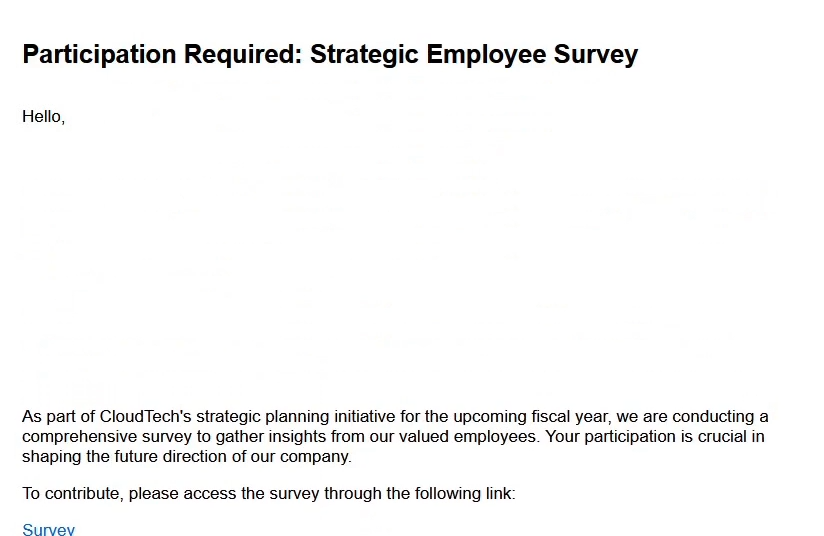 Participation Required: Strategic Employee Survey
Hello,
As part of CloudTech's strategic planning initiative for the upcoming fiscal year, we are conducting a
comprehensive survey to gather insights from our valued employees. Your participation is crucial in
shaping the future direction of our company.
To contribute, please access the survey through the following link:
Survey